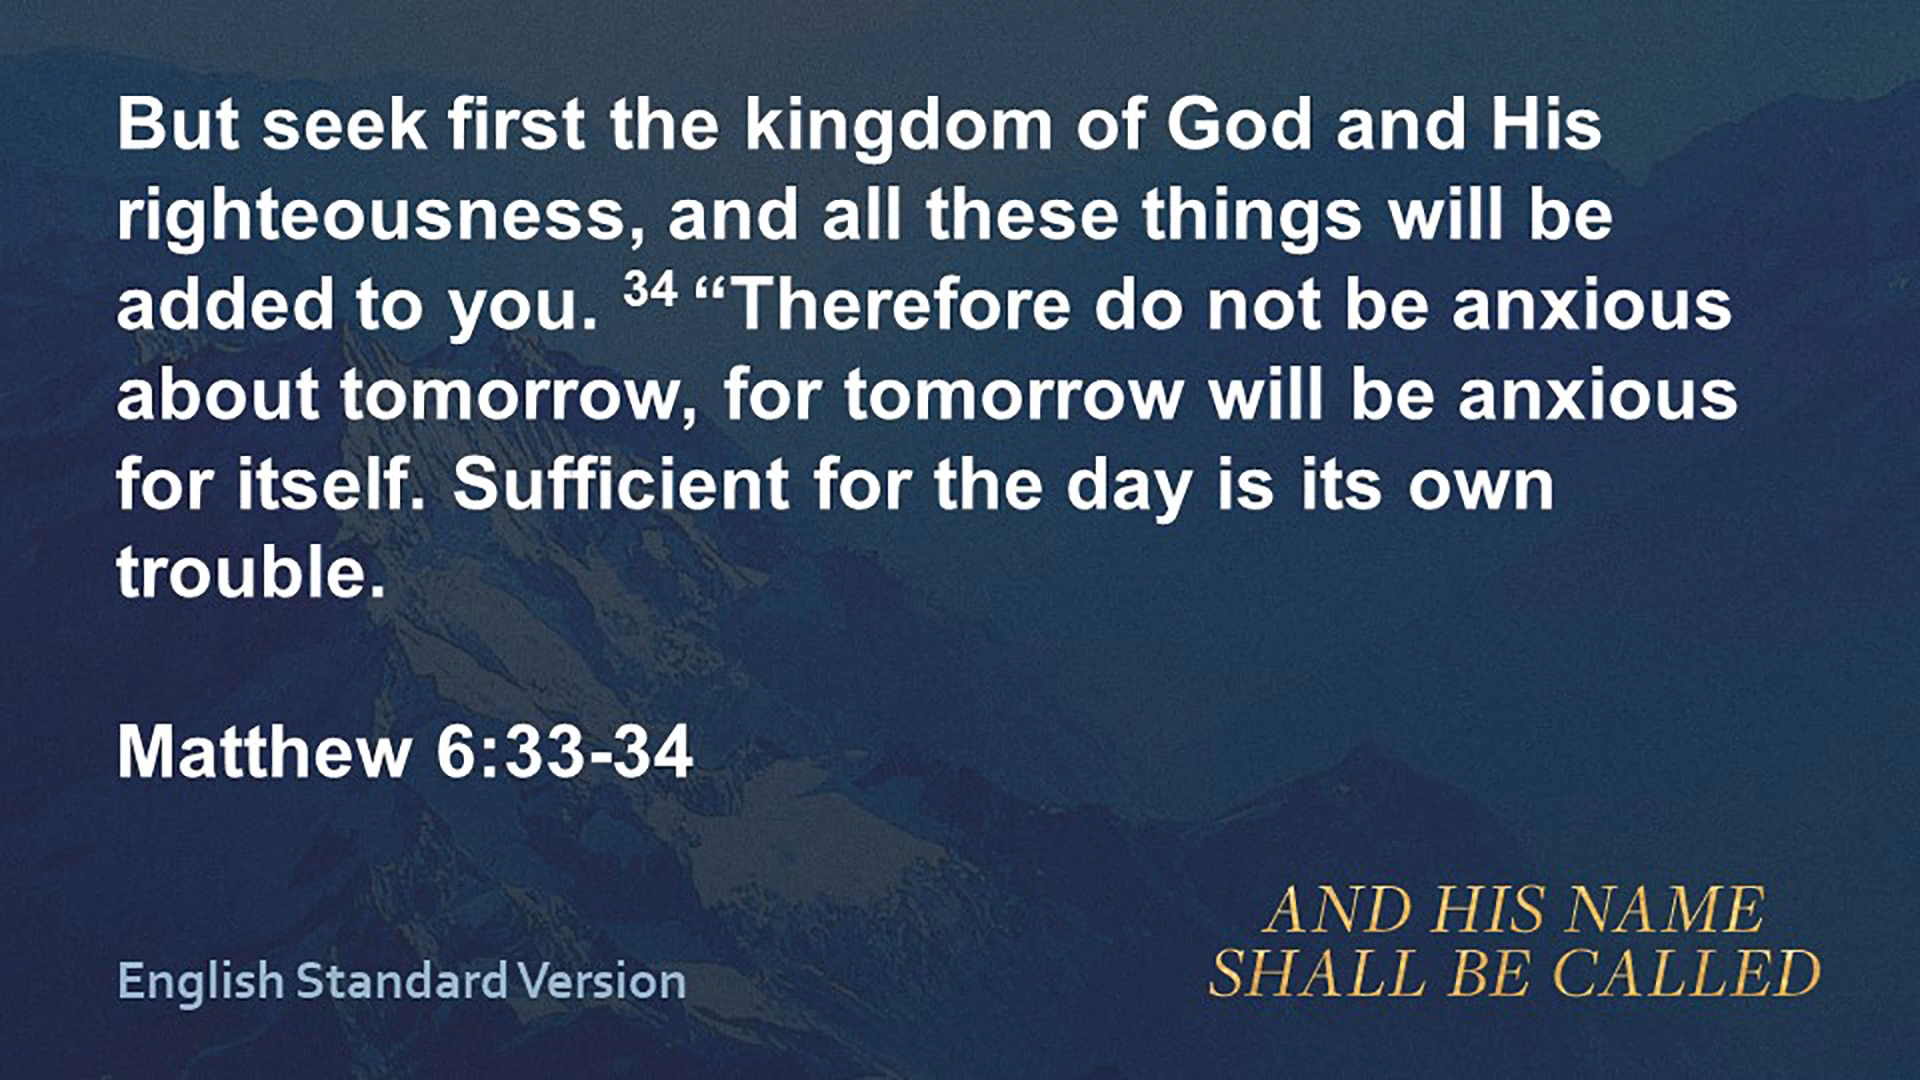 But seek first the kingdom of God and His
righteousness, and all these things will be
added to you. 34 “Therefore do not be anxious
about tomorrow, for tomorrow will be anxious
for itself. Sufficient for the day is its own
trouble.
Matthew 6:33-34
English Standard Version
AND HIS NAME
SHALL BE CALLED